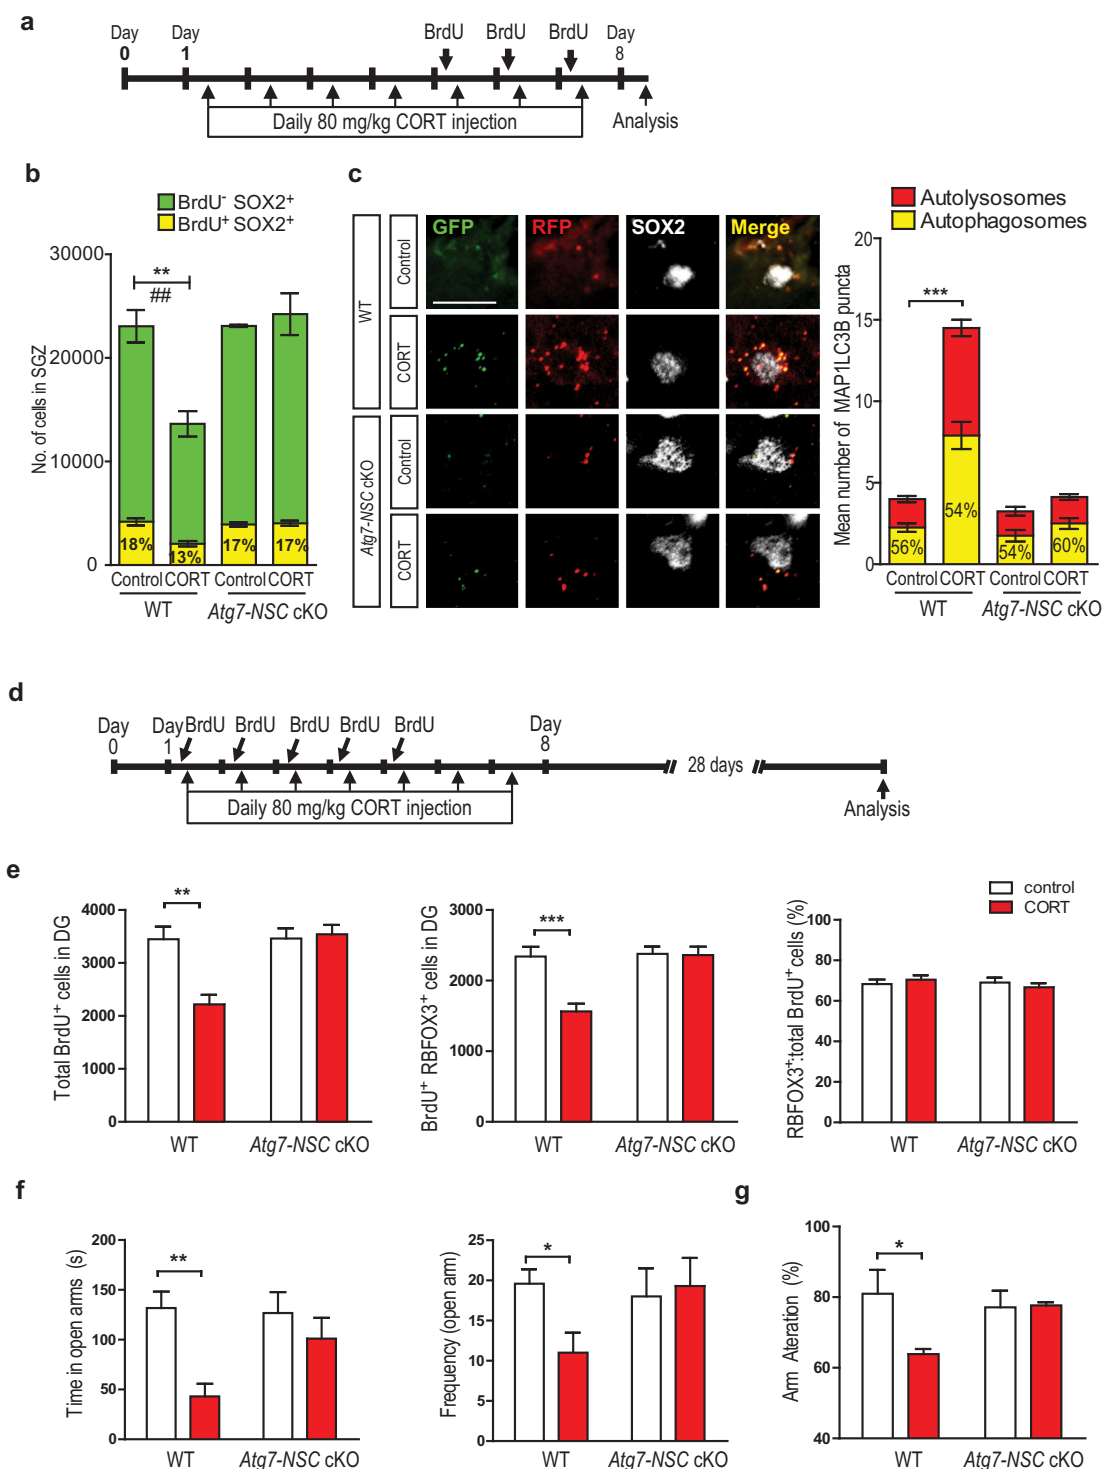 a
Day
0
Day
1
BrdU
BrdU
BrdU
Day
8
Daily 80 mg/kg CORT injection
Analysis
b
BrdU⁻ SOX2⁺
BrdU⁺ SOX2⁺
No. of cells in SGZ
30000
20000
10000
0
**
##
18%
13%
17%
17%
Control CORT
Control CORT
WT
Atg7-NSC cKO
c
GFP
RFP
SOX2
Merge
WT
Control
CORT
Atg7-NSC cKO
Control
CORT
Autolysosomes
Autophagosomes
Mean number of MAP1LC3B puncta
20
15
10
5
0
***
56%
54%
54%
60%
Control CORT
Control CORT
WT
Atg7-NSC cKO
d
Day
0
Day
1
BrdU
BrdU
BrdU
BrdU
BrdU
Day
8
28 days
Daily 80 mg/kg CORT injection
Analysis
e
control
CORT
Total BrdU⁺ cells in DG
4000
3000
2000
1000
0
**
WT
Atg7-NSC cKO
BrdU⁺ RBFOX3⁺ cells in DG
3000
2000
1000
0
***
WT
Atg7-NSC cKO
RBFOX3⁺:total BrdU⁺ cells (%)
100
80
60
40
20
0
WT
Atg7-NSC cKO
f
Time in open arms (s)
200
150
100
50
0
**
WT
Atg7-NSC cKO
Frequency (open arm)
25
20
15
10
5
0
*
WT
Atg7-NSC cKO
g
Arm Ateration (%)
100
80
60
40
*
WT
Atg7-NSC cKO